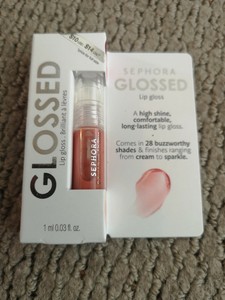 GLOSSED
Lip gloss · Brillant à lèvres
SEPHORA
1 ml 0.03 fl. oz.
SEPHORA
GLOSSED
Lip gloss
A high shine,
comfortable,
long-lasting lip gloss.
Comes in 28 buzzworthy
shades & finishes ranging
from cream to sparkle.